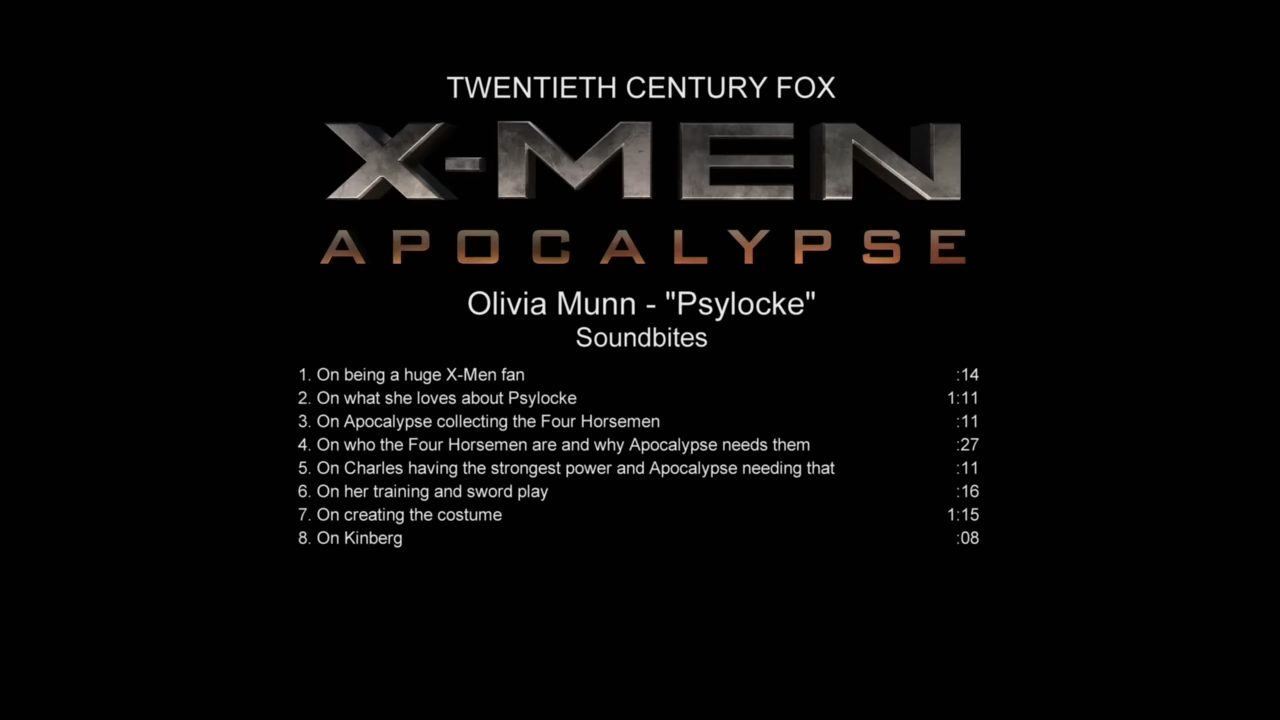 TWENTIETH CENTURY FOX
X-MEN
APOCALYPSE
Olivia Munn - "Psylocke"
Soundbites
1. On being a huge X-Men fan :14
2. On what she loves about Psylocke 1:11
3. On Apocalypse collecting the Four Horsemen :11
4. On who the Four Horsemen are and why Apocalypse needs them :27
5. On Charles having the strongest power and Apocalypse needing that :11
6. On her training and sword play :16
7. On creating the costume 1:15
8. On Kinberg :08